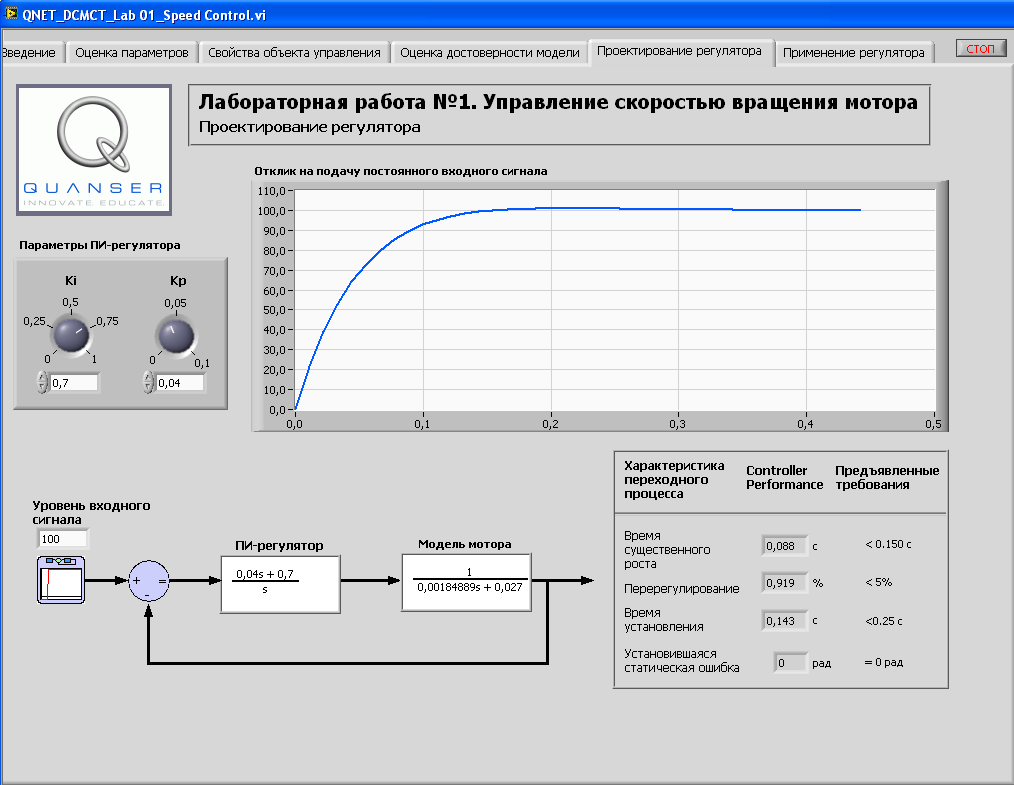 QNET_DCMCT_Lab 01_Speed Control.vi
Введение
Оценка параметров
Свойства объекта управления
Оценка достоверности модели
Проектирование регулятора
Применение регулятора
СТОП
QUANSER
INNOVATE. EDUCATE.
Лабораторная работа №1. Управление скоростью вращения мотора
Проектирование регулятора
Отклик на подачу постоянного входного сигнала
110,0
100,0
90,0
80,0
70,0
60,0
50,0
40,0
30,0
20,0
10,0
0,0
0,0 0,1 0,2 0,3 0,4 0,5
Параметры ПИ-регулятора
Ki
0,5
0,25
0,75
0
1
0,7
Kp
0,05
0
0,1
0,04
Уровень входного
сигнала
100
+ =
-
ПИ-регулятор
0,04s + 0,7
s
Модель мотора
1
0,00184889s + 0,027
Характеристика
переходного
процесса
Controller
Performance
Предъявленные
требования
Время
существенного
роста
0,088 с
< 0.150 с
Перерегулирование
0,919 %
< 5%
Время
установления
0,143 с
<0.25 с
Установившаяся
статическая ошибка
0 рад
= 0 рад